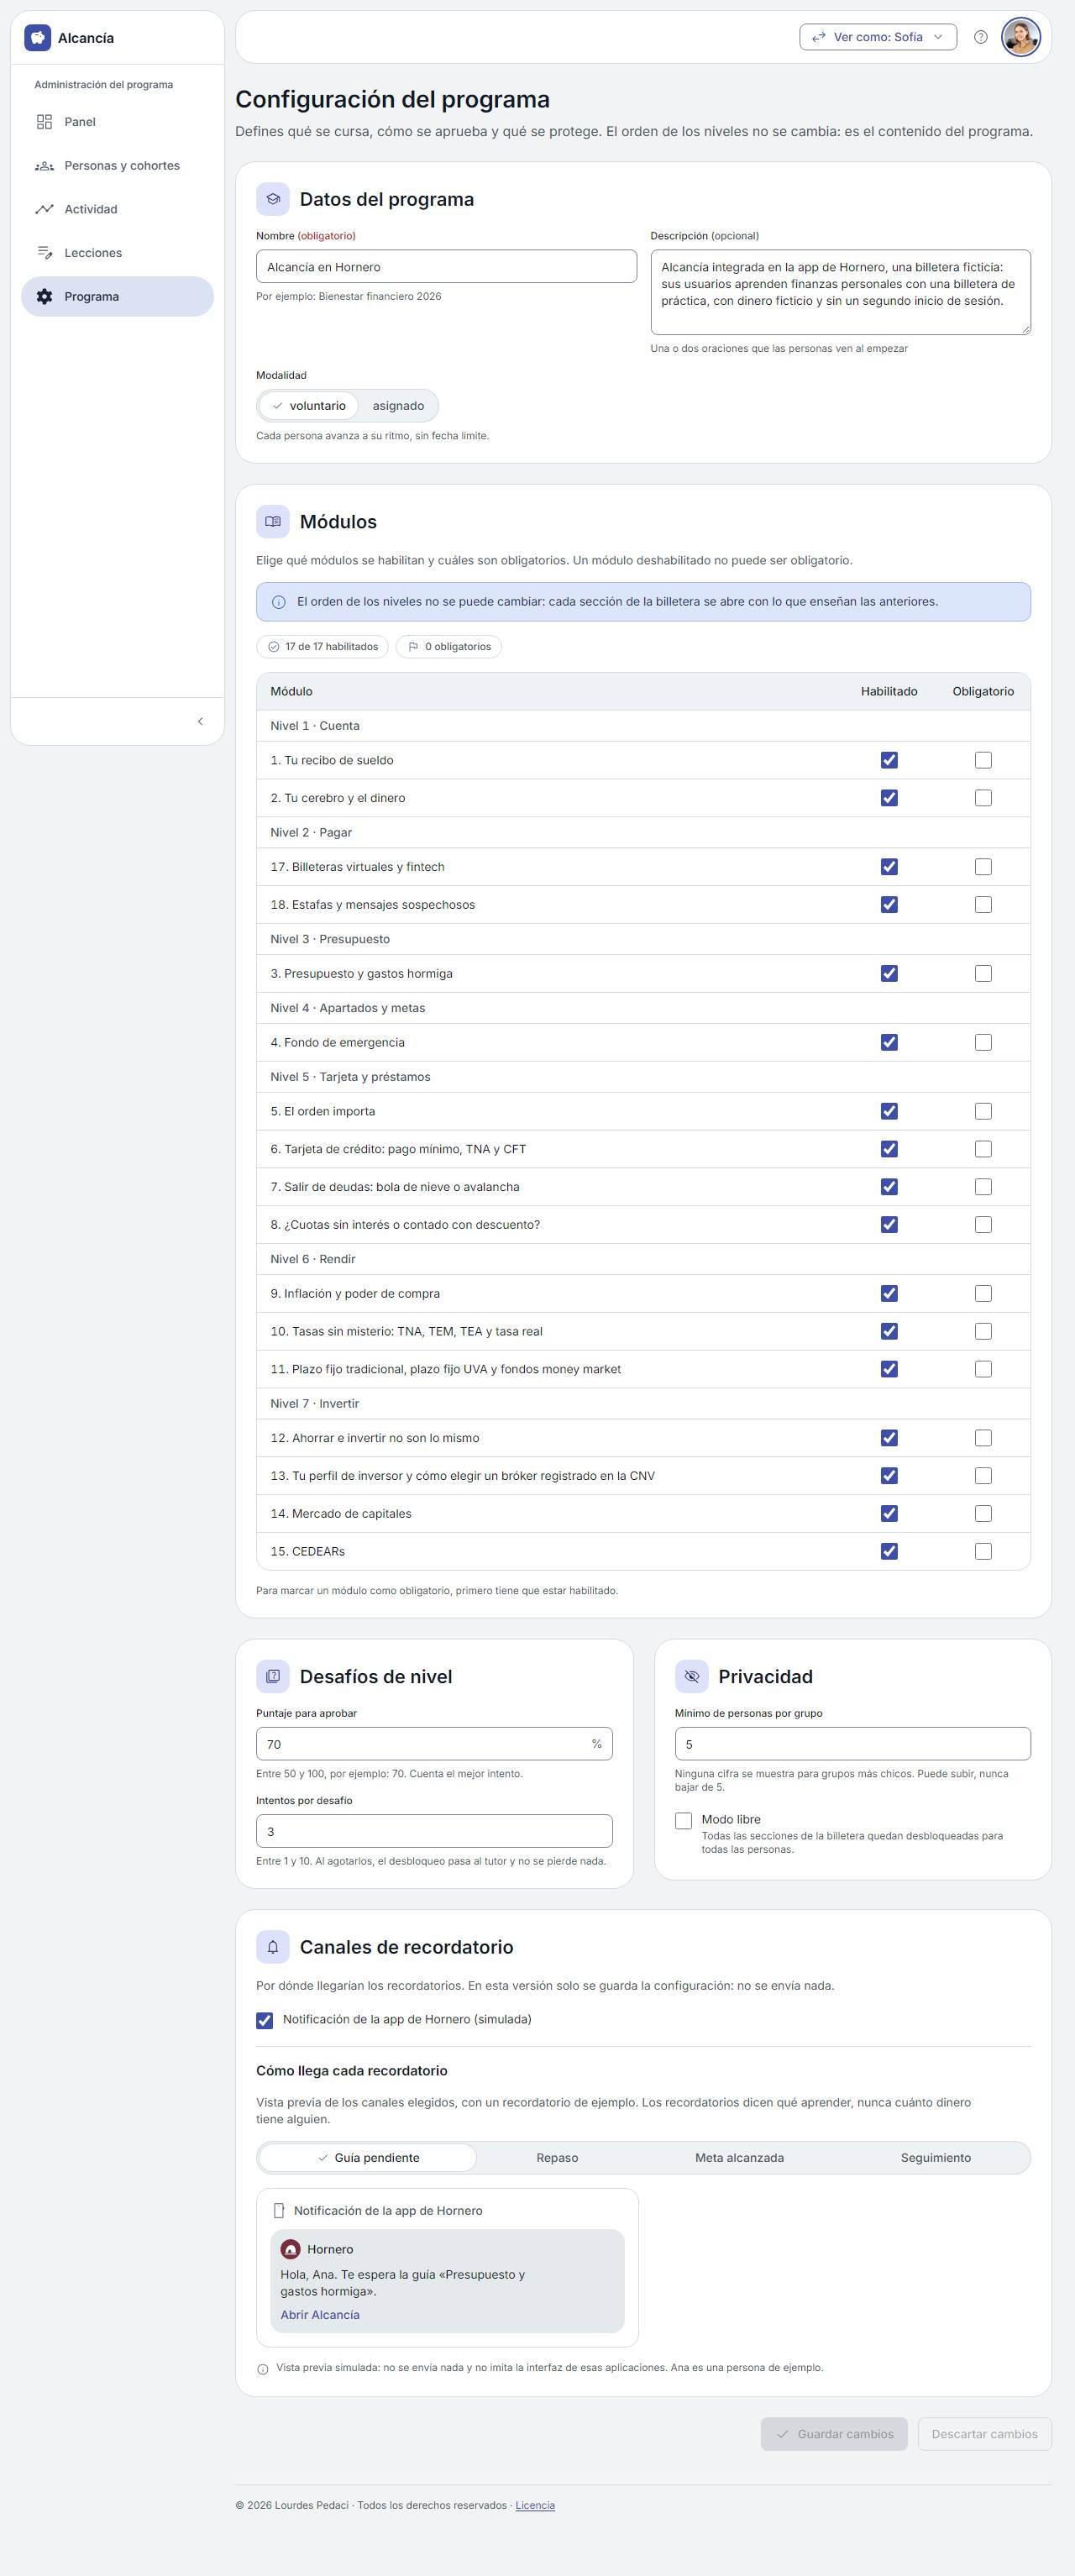 Alcancía
Ver como: Sofía
Administración del programa
Panel
Personas y cohortes
Actividad
Lecciones
Programa
Configuración del programa
Defines qué se cursa, cómo se aprueba y qué se protege. El orden de los niveles no se cambia: es el contenido del programa.
Datos del programa
Nombre (obligatorio)
Alcancía en Hornero
Por ejemplo: Bienestar financiero 2026
Descripción (opcional)
Alcancía integrada en la app de Hornero, una billetera ficticia:
sus usuarios aprenden finanzas personales con una billetera de
práctica, con dinero ficticio y sin un segundo inicio de sesión.
Una o dos oraciones que las personas ven al empezar
Modalidad
voluntario
asignado
Cada persona avanza a su ritmo, sin fecha límite.
Módulos
Elige qué módulos se habilitan y cuáles son obligatorios. Un módulo deshabilitado no puede ser obligatorio.
El orden de los niveles no se puede cambiar: cada sección de la billetera se abre con lo que enseñan las anteriores.
17 de 17 habilitados
0 obligatorios
Módulo Habilitado Obligatorio
Nivel 1 · Cuenta
1. Tu recibo de sueldo
2. Tu cerebro y el dinero
Nivel 2 · Pagar
17. Billeteras virtuales y fintech
18. Estafas y mensajes sospechosos
Nivel 3 · Presupuesto
3. Presupuesto y gastos hormiga
Nivel 4 · Apartados y metas
4. Fondo de emergencia
Nivel 5 · Tarjeta y préstamos
5. El orden importa
6. Tarjeta de crédito: pago mínimo, TNA y CFT
7. Salir de deudas: bola de nieve o avalancha
8. ¿Cuotas sin interés o contado con descuento?
Nivel 6 · Rendir
9. Inflación y poder de compra
10. Tasas sin misterio: TNA, TEM, TEA y tasa real
11. Plazo fijo tradicional, plazo fijo UVA y fondos money market
Nivel 7 · Invertir
12. Ahorrar e invertir no son lo mismo
13. Tu perfil de inversor y cómo elegir un bróker registrado en la CNV
14. Mercado de capitales
15. CEDEARs
Para marcar un módulo como obligatorio, primero tiene que estar habilitado.
Desafíos de nivel
Puntaje para aprobar
70 %
Entre 50 y 100, por ejemplo: 70. Cuenta el mejor intento.
Intentos por desafío
3
Entre 1 y 10. Al agotarlos, el desbloqueo pasa al tutor y no se pierde nada.
Privacidad
Mínimo de personas por grupo
5
Ninguna cifra se muestra para grupos más chicos. Puede subir, nunca
bajar de 5.
Modo libre
Todas las secciones de la billetera quedan desbloqueadas para
todas las personas.
Canales de recordatorio
Por dónde llegarían los recordatorios. En esta versión solo se guarda la configuración: no se envía nada.
Notificación de la app de Hornero (simulada)
Cómo llega cada recordatorio
Vista previa de los canales elegidos, con un recordatorio de ejemplo. Los recordatorios dicen qué aprender, nunca cuánto dinero
tiene alguien.
Guía pendiente
Repaso
Meta alcanzada
Seguimiento
Notificación de la app de Hornero
Hornero
Hola, Ana. Te espera la guía «Presupuesto y
gastos hormiga».
Abrir Alcancía
Vista previa simulada: no se envía nada y no imita la interfaz de esas aplicaciones. Ana es una persona de ejemplo.
Guardar cambios
Descartar cambios
© 2026 Lourdes Pedaci · Todos los derechos reservados · Licencia